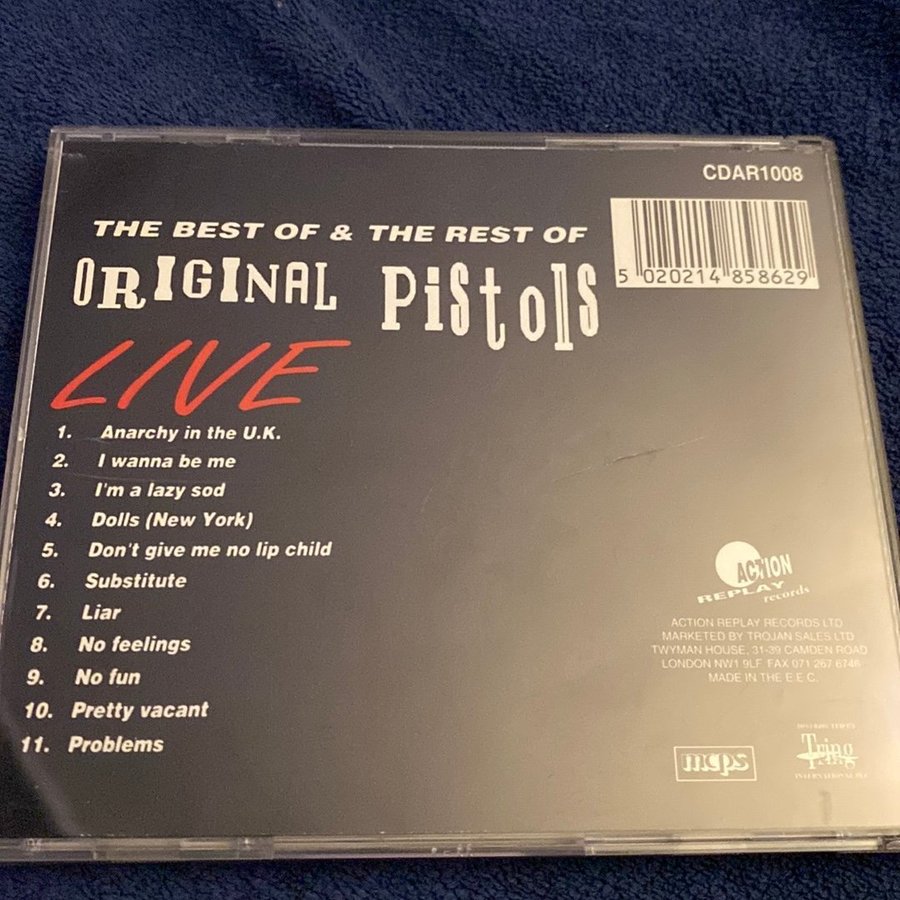 CDAR1008
THE BEST OF & THE REST OF
ORIGINAL PiStolS
LIVE
5 020214 858629
1. Anarchy in the U.K.
2. I wanna be me
3. I'm a lazy sod
4. Dolls (New York)
5. Don't give me no lip child
6. Substitute
7. Liar
8. No feelings
9. No fun
10. Pretty vacant
11. Problems
ACTION
REPLAY
records
ACTION REPLAY RECORDS LTD
MARKETED BY TROJAN SALES LTD
TWYMAN HOUSE, 31-39 CAMDEN ROAD
LONDON NW1 9LF FAX 071 267 6746
MADE IN THE E.E.C.
mcps
Tring
INTERNATIONAL PLC